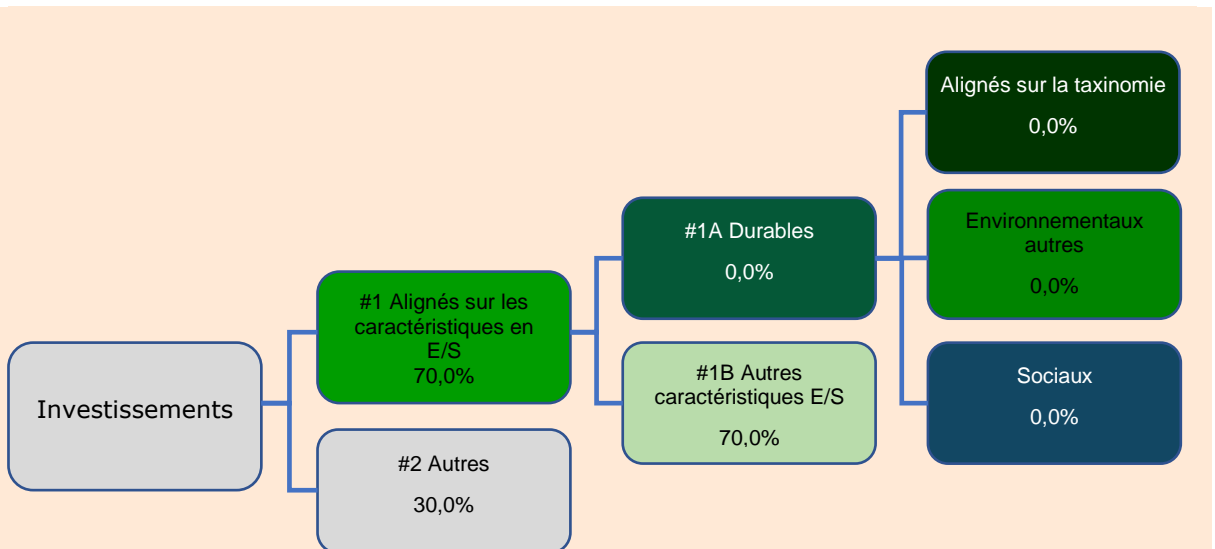 Investissements
#1 Alignés sur les
caractéristiques en
E/S
70,0%
#2 Autres
30,0%
#1A Durables
0,0%
#1B Autres
caractéristiques E/S
70,0%
Alignés sur la taxinomie
0,0%
Environnementaux
autres
0,0%
Sociaux
0,0%